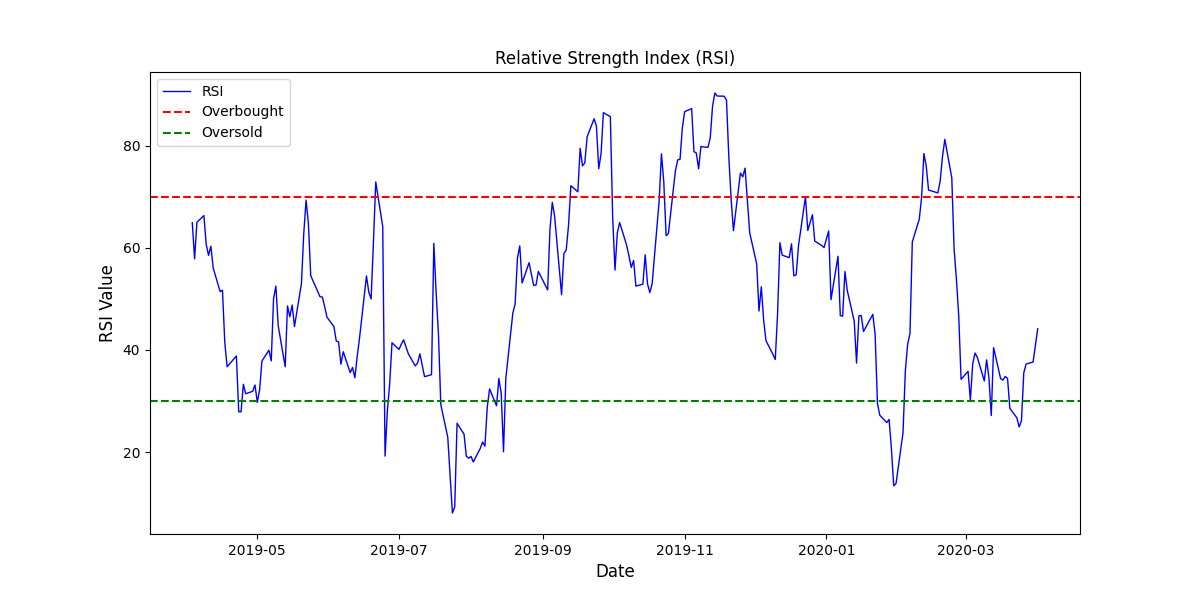 Relative Strength Index (RSI)
RSI
Overbought
Oversold
RSI Value
80
60
40
20
2019-05
2019-07
2019-09
2019-11
2020-01
2020-03
Date